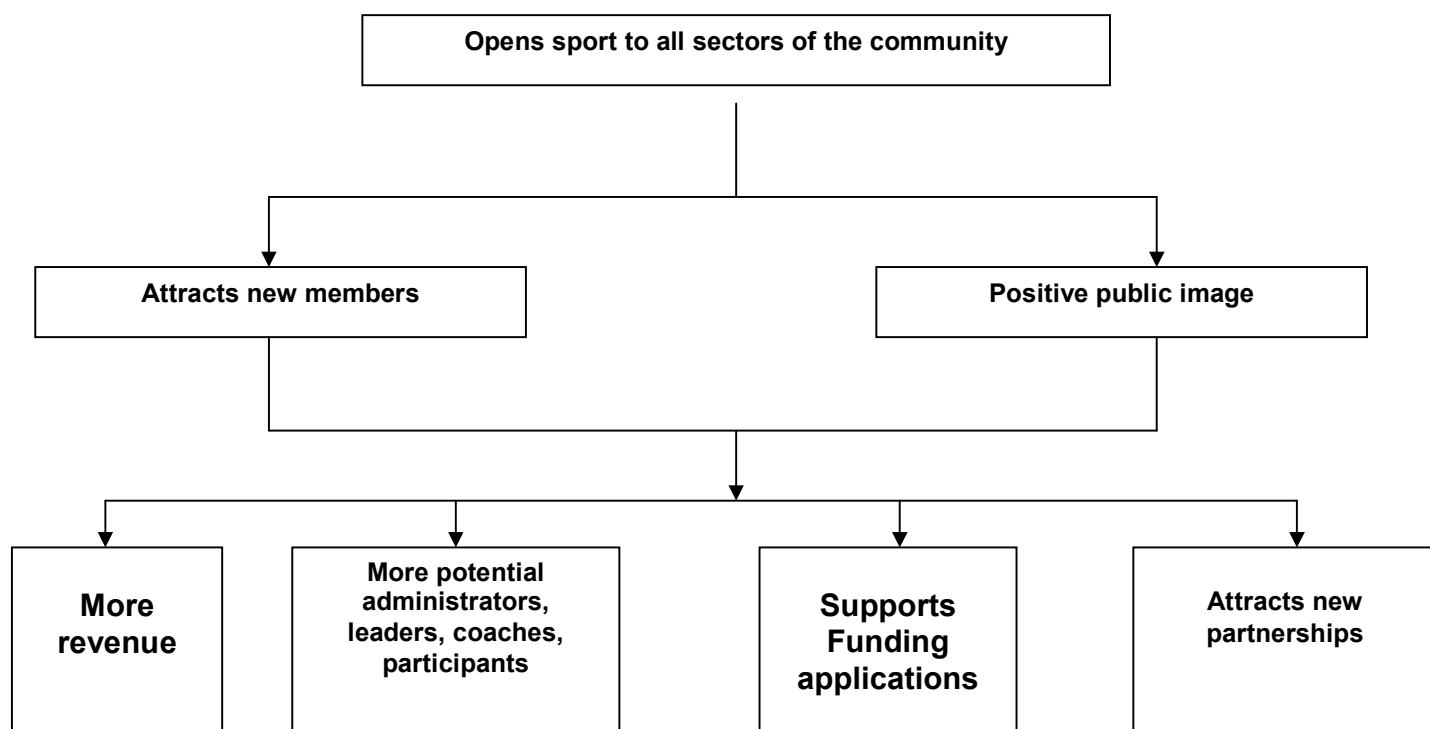 Opens sport to all sectors of the community
Attracts new members
Positive public image
More
revenue
More potential
administrators,
leaders, coaches,
participants
Supports
Funding
applications
Attracts new
partnerships